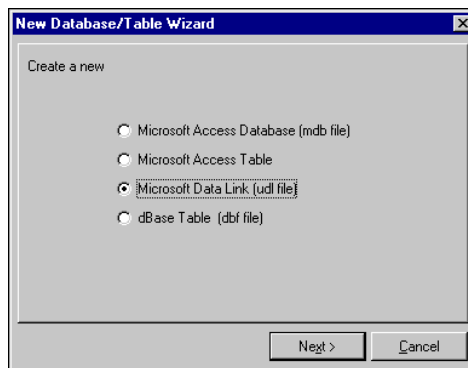 New Database/Table Wizard
Create a new
Microsoft Access Database (mdb file)
Microsoft Access Table
Microsoft Data Link (udl file)
dBase Table (dbf file)
Next >
Cancel